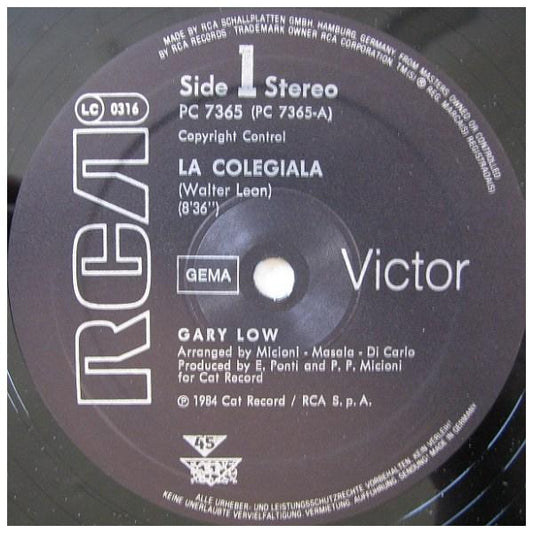 MADE BY RCA SCHALLPLATTEN GMBH, HAMBURG, GERMANY, FROM MASTERS OWNED OR CONTROLLED
BY RCA RECORDS · TRADEMARK OWNER RCA CORPORATION TM(S) ® REG. MARCA(S) REGISTRADA(S)
Side 1 Stereo
PC 7365 (PC 7365-A)
LC 0316
Copyright Control
LA COLEGIALA
(Walter Leon)
(8'36")
RCA
GEMA
Victor
GARY LOW
Arranged by Micioni - Masala - Di Carlo
Produced by E. Ponti and P. P. Micioni
for Cat Record
℗ 1984 Cat Record / RCA S.p.A.
45
ALLE URHEBER- UND LEISTUNGSSCHUTZRECHTE VORBEHALTEN. KEIN VERLEIH!
KEINE UNERLAUBTE VERVIELFÄLTIGUNG, VERMIETUNG, AUFFÜHRUNG, SENDUNG! MADE IN GERMANY